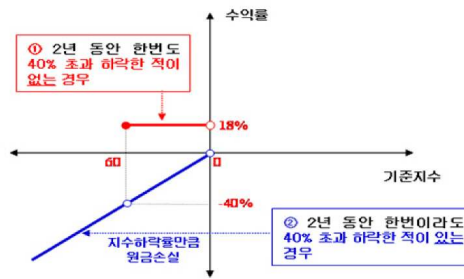 수익률
① 2년 동안 한번도
40% 초과 하락한 적이
없는 경우
18%
60
0
기준지수
-40%
지수하락률만큼
원금손실
② 2년 동안 한번이라도
40% 초과 하락한 적이 있는
경우